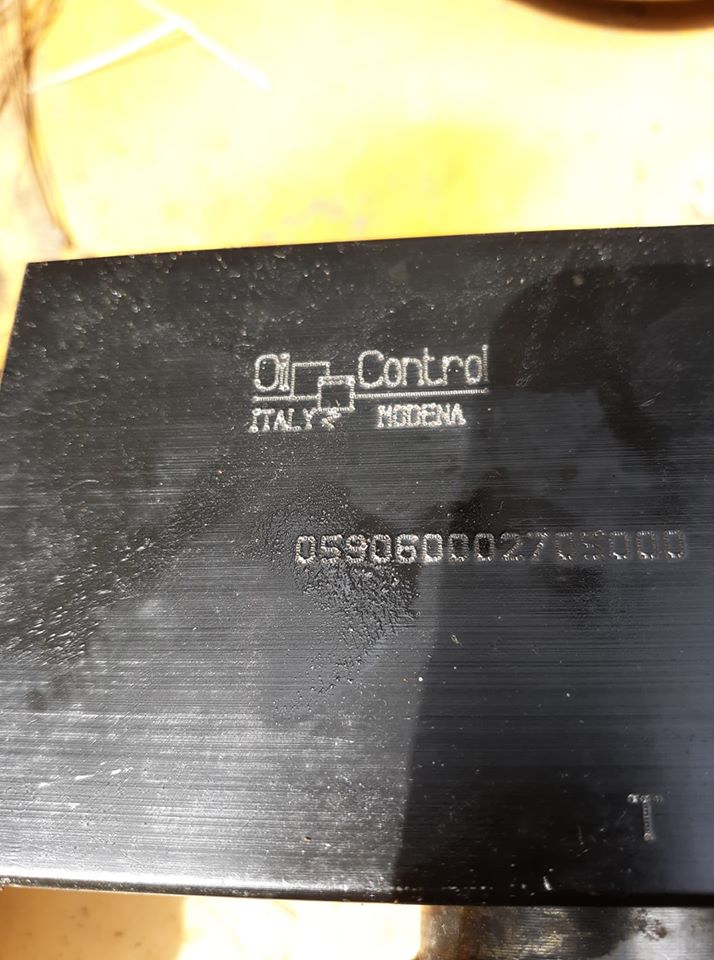 Oil Control
ITALY MODENA
059060002705000
T